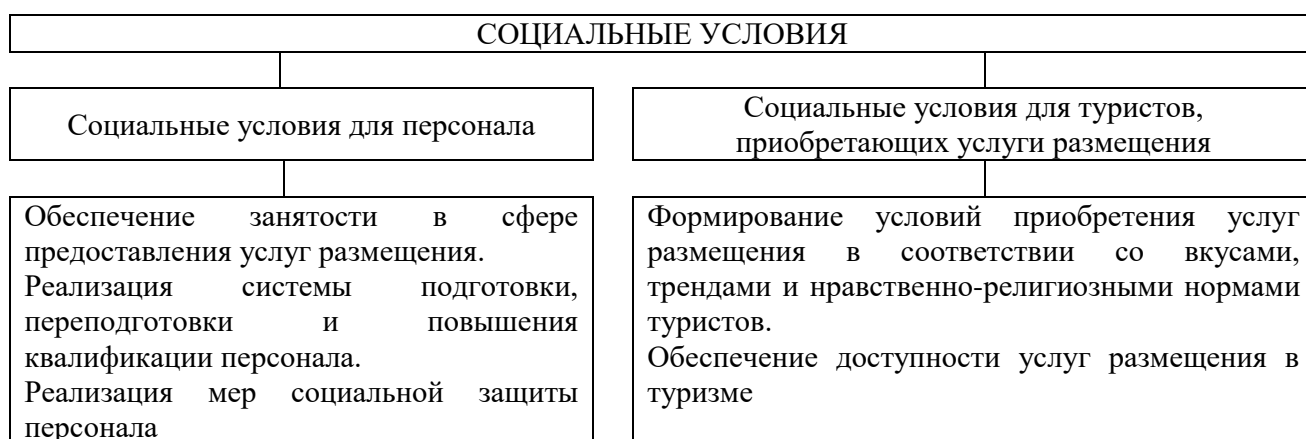 СОЦИАЛЬНЫЕ УСЛОВИЯ
Социальные условия для персонала
Социальные условия для туристов,
приобретающих услуги размещения
Обеспечение занятости в сфере
предоставления услуг размещения.
Реализация системы подготовки,
переподготовки и повышения
квалификации персонала.
Реализация мер социальной защиты
персонала
Формирование условий приобретения услуг
размещения в соответствии со вкусами,
трендами и нравственно-религиозными нормами
туристов.
Обеспечение доступности услуг размещения в
туризме